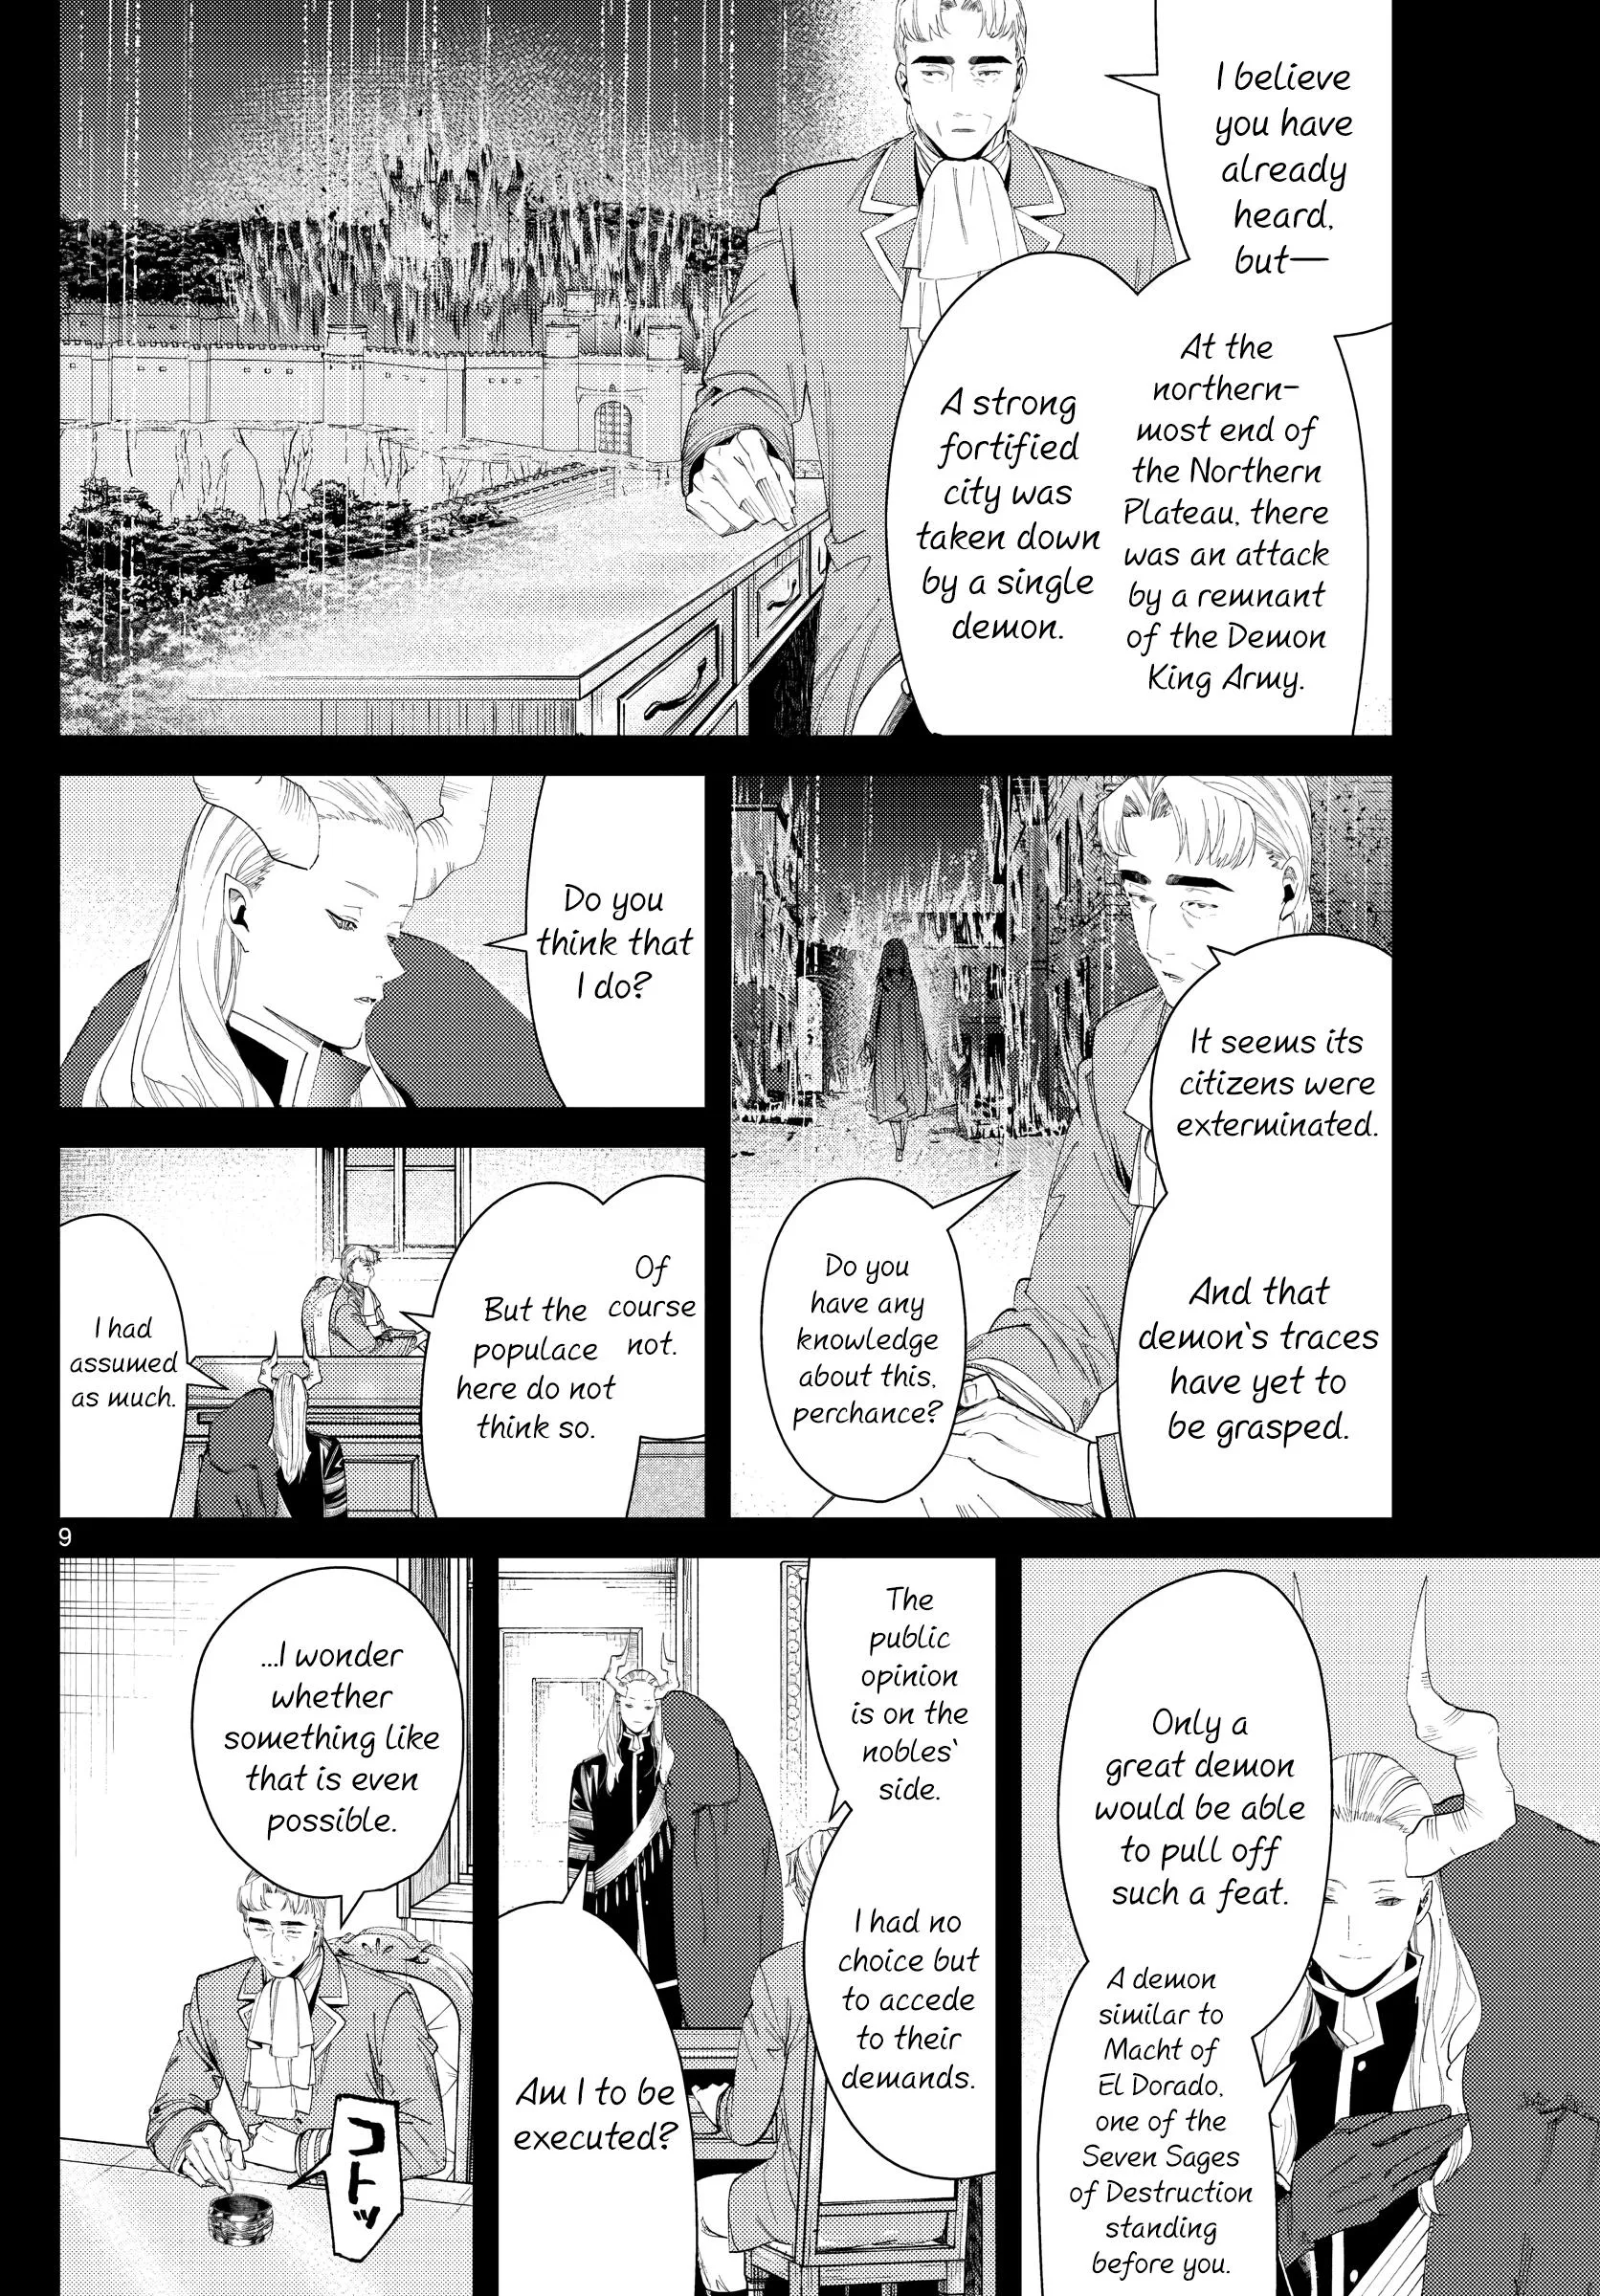 I believe
you have
already
heard,
but—
At the
northern-
most end of
the Northern
Plateau, there
was an attack
by a remnant
of the Demon
King Army.
A strong
fortified
city was
taken down
by a single
demon.
It seems its
citizens were
exterminated.
And that
demon's traces
have yet to
be grasped.
Do you
have any
knowledge
about this,
perchance?
Do you
think that
I do?
Of
course
not.
But the
populace
here do not
think so.
I had
assumed
as much.
9
Only a
great demon
would be able
to pull off
such a feat.
A demon
similar to
Macht of
El Dorado,
one of the
Seven Sages
of Destruction
standing
before you.
The
public
opinion
is on the
nobles'
side.
I had no
choice but
to accede
to their
demands.
Am I to be
executed?
...I wonder
whether
something like
that is even
possible.
コトッ